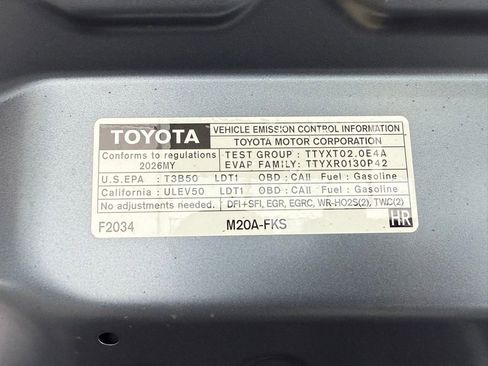 TOYOTA
VEHICLE EMISSION CONTROL INFORMATION
TOYOTA MOTOR CORPORATION
Conforms to regulations
2026MY
TEST GROUP : TTYXT02.0E4A
EVAP FAMILY: TTYXR0130P42
U.S.EPA : T3B50 LDT1 OBD : CAII Fuel : Gasoline
California : ULEV50 LDT1 OBD : CAII Fuel : Gasoline
No adjustments needed. DFI+SFI, EGR, EGRC, WR-HO2S(2), TWC(2)
F2034 M20A-FKS HR